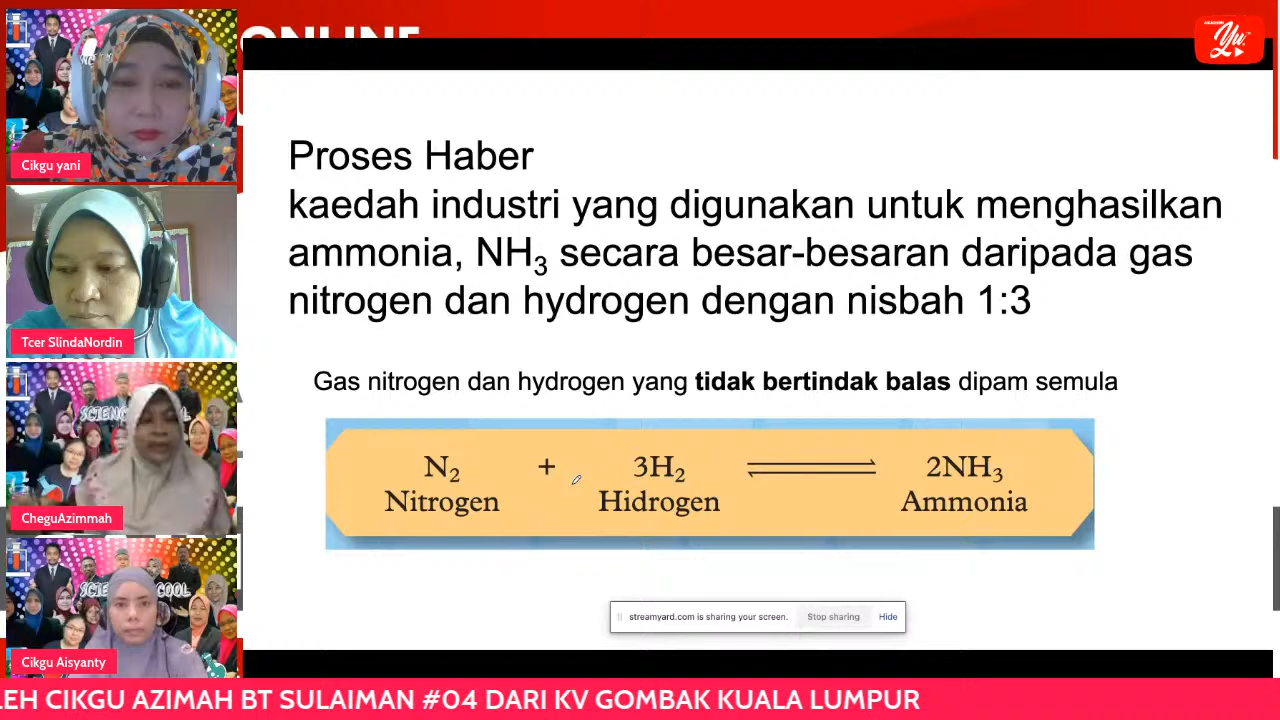 ONLINE
AKADEMI
Yu.
Cikgu yani
Tcer SlindaNordin
CheguAzimmah
Cikgu Aisyanty
Proses Haber
kaedah industri yang digunakan untuk menghasilkan
ammonia, NH₃ secara besar-besaran daripada gas
nitrogen dan hydrogen dengan nisbah 1:3
Gas nitrogen dan hydrogen yang tidak bertindak balas dipam semula
N₂ + 3H₂ ⇌ 2NH₃
Nitrogen Hidrogen Ammonia
streamyard.com is sharing your screen. Stop sharing Hide
LEH CIKGU AZIMAH BT SULAIMAN #04 DARI KV GOMBAK KUALA LUMPUR